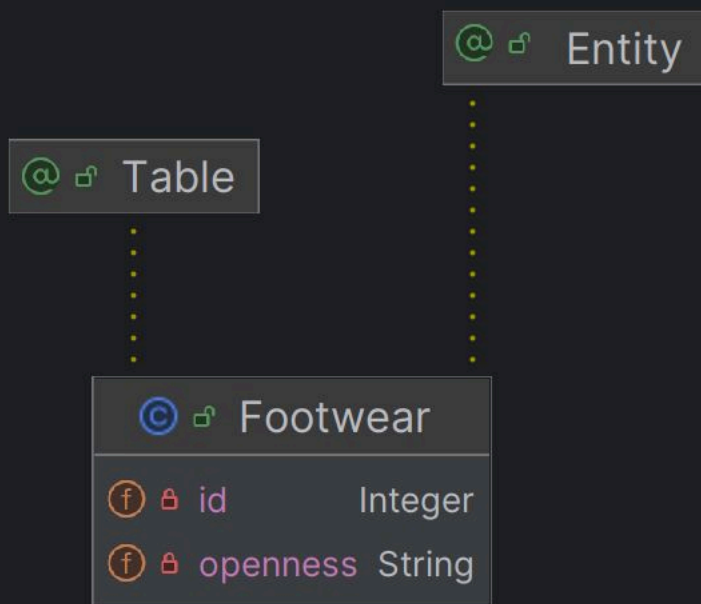 @ Entity
@ Table
C Footwear
f id Integer
f openness String